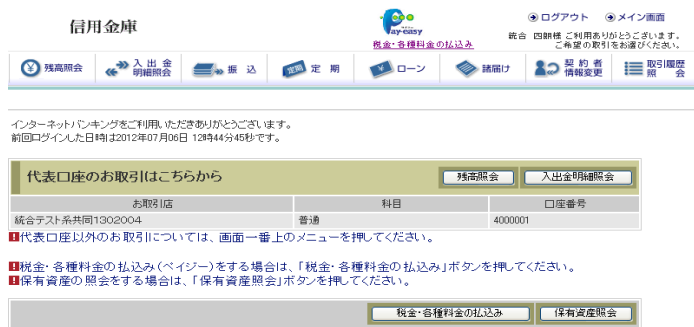 信用金庫
Pay-easy
税金・各種料金の払込み
ログアウト メイン画面
統合 四朗様 ご利用ありがとうございます。
ご希望の取引をお選びください。
残高照会 入出金明細照会 振込 定期 定期 ローン 諸届け 契約者情報変更 取引履歴照会
インターネットバンキングをご利用いただきありがとうございます。
前回ログインした日時は2012年07月06日 12時44分45秒です。
代表口座のお取引はこちらから 残高照会 入出金明細照会
お取引店 科目 口座番号
統合テスト系共同1302004 普通 4000001
代表口座以外のお取引については、画面一番上のメニューを押してください。
税金・各種料金の払込み(ペイジー)をする場合は、「税金・各種料金の払込み」ボタンを押してください。
保有資産の照会をする場合は、「保有資産照会」ボタンを押してください。
税金・各種料金の払込み 保有資産照会